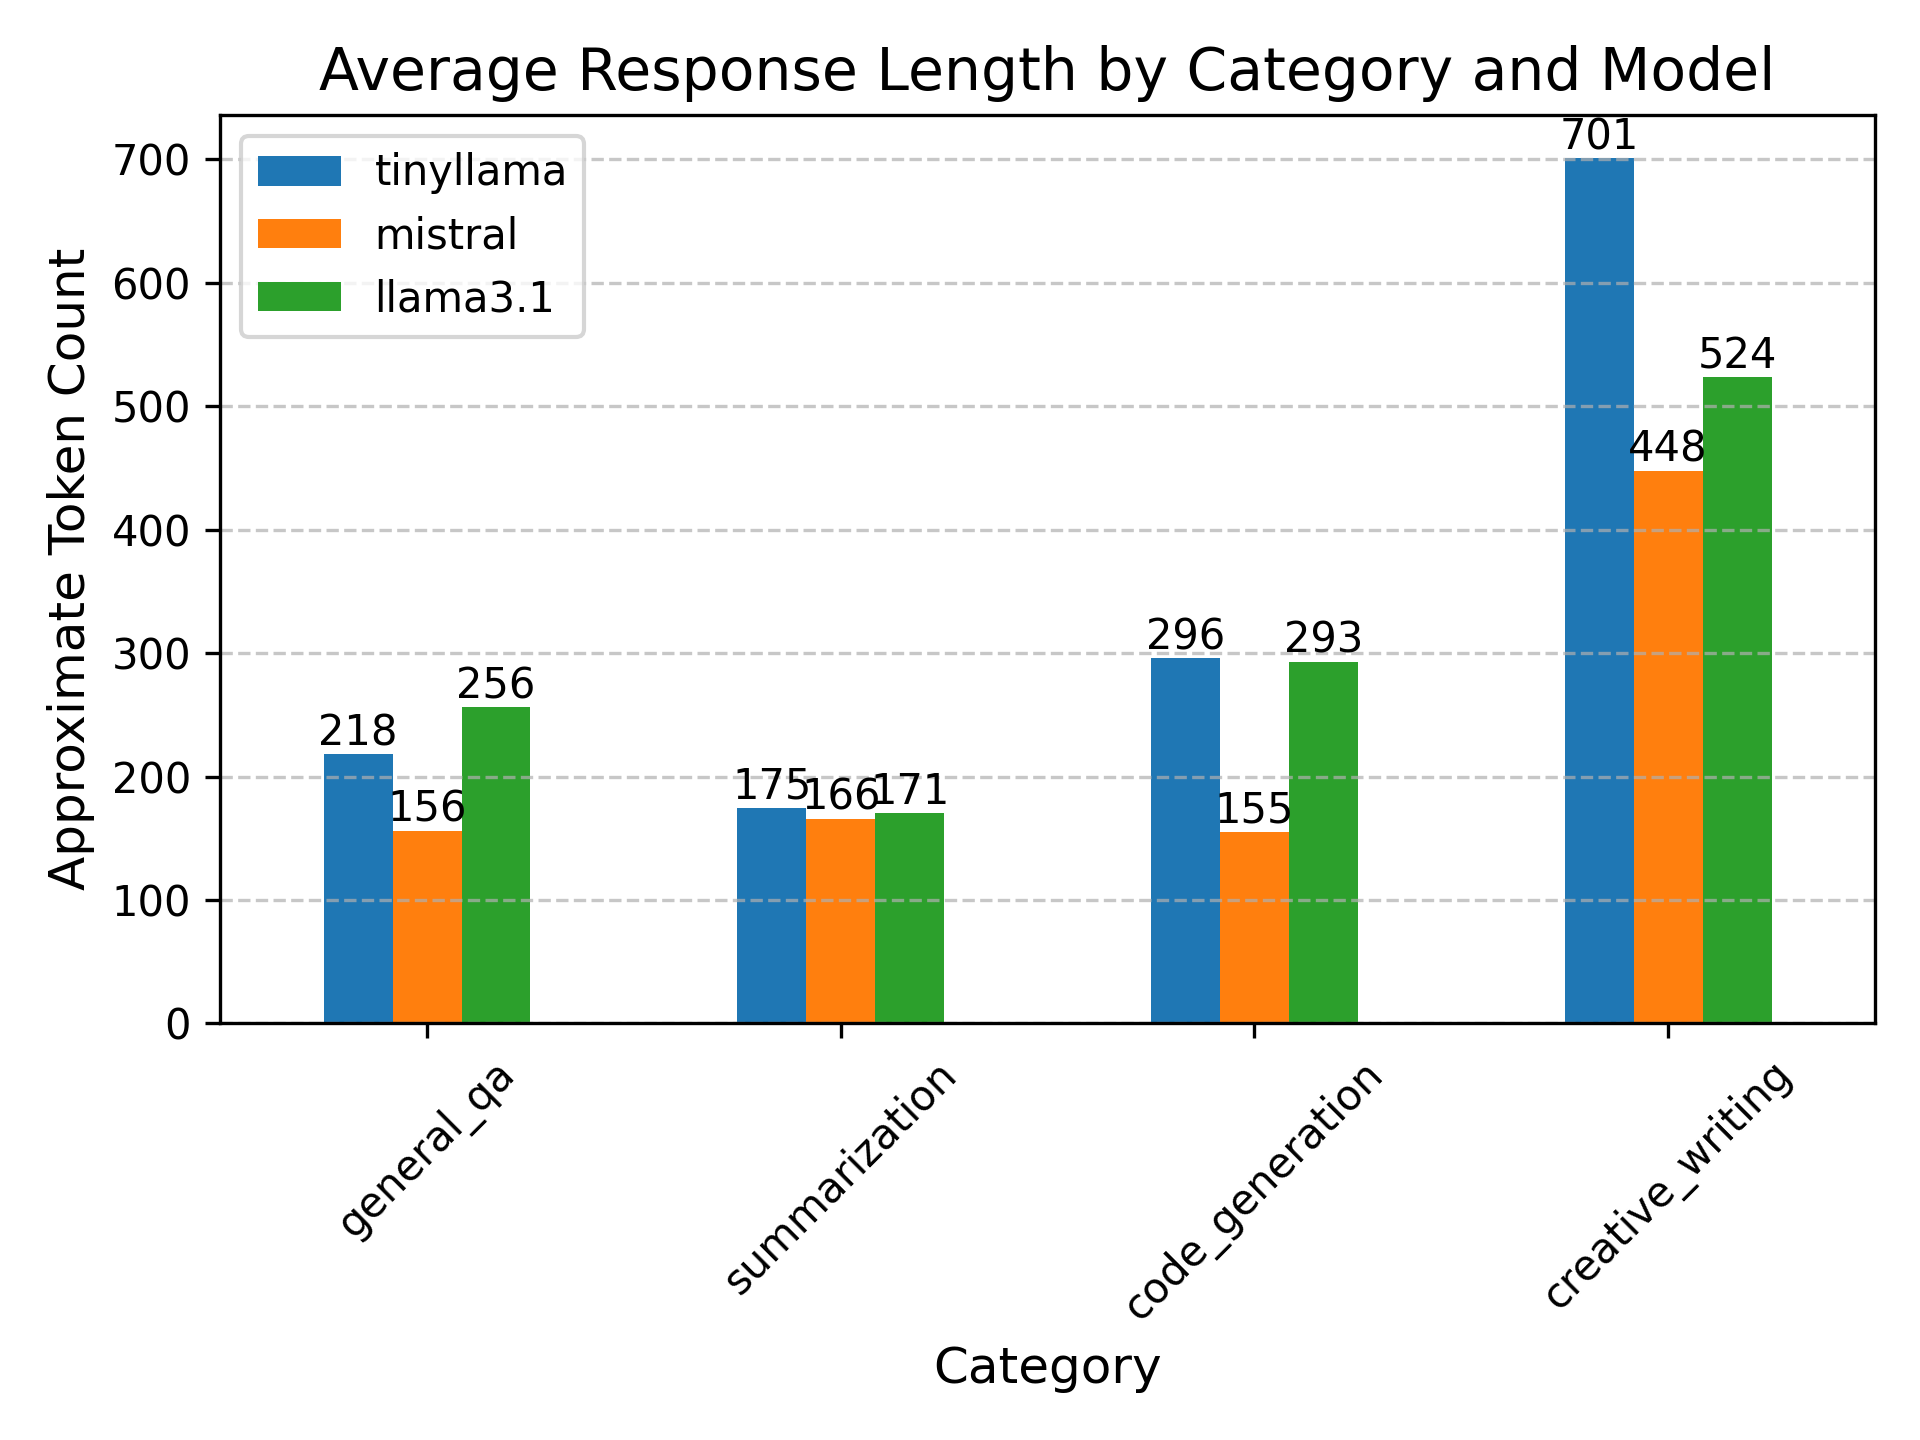 Average Response Length by Category and Model
tinyllama
mistral
llama3.1
Approximate Token Count
700
600
500
400
300
200
100
0
218
156
256
175
166
171
296
155
293
701
448
524
general_qa
summarization
code_generation
creative_writing
Category